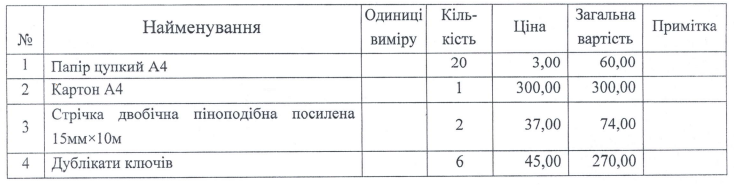 № Найменування Одиниці виміру Кіль-кість Ціна Загальна вартість Примітка
1 Папір цупкий А4 20 3,00 60,00
2 Картон А4 1 300,00 300,00
3 Стрічка двобічна піноподібна посилена 15мм×10м 2 37,00 74,00
4 Дублікати ключів 6 45,00 270,00